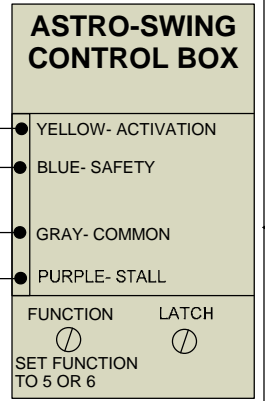 ASTRO-SWING
CONTROL BOX
YELLOW- ACTIVATION
BLUE- SAFETY
GRAY- COMMON
PURPLE- STALL
FUNCTION LATCH
SET FUNCTION
TO 5 OR 6